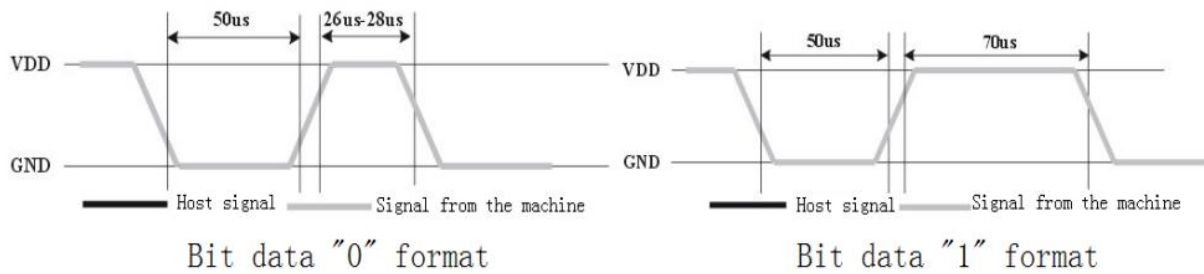 50us 26us-28us
VDD
GND
Host signal Signal from the machine
Bit data "0" format
50us 70us
VDD
GND
Host signal Signal from the machine
Bit data "1" format